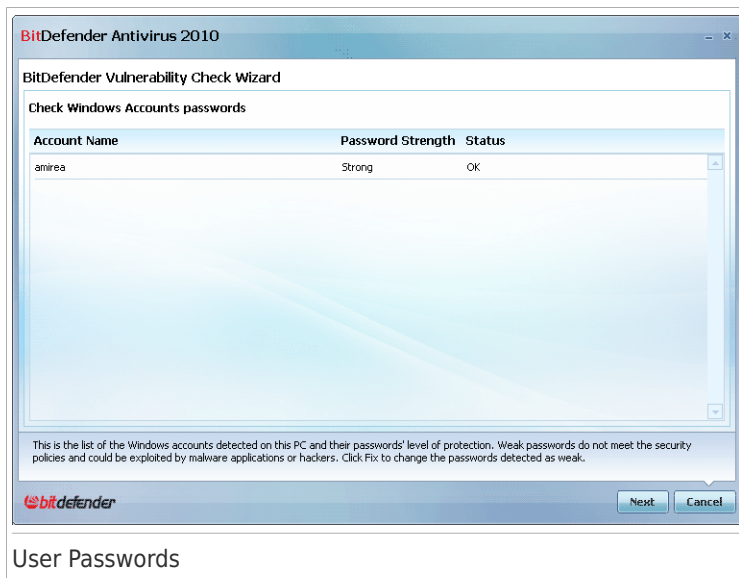 BitDefender Antivirus 2010
BitDefender Vulnerability Check Wizard
Check Windows Accounts passwords
Account Name Password Strength Status
amirea Strong OK
This is the list of the Windows accounts detected on this PC and their passwords' level of protection. Weak passwords do not meet the security
policies and could be exploited by malware applications or hackers. Click Fix to change the passwords detected as weak.
bitdefender Next Cancel
User Passwords